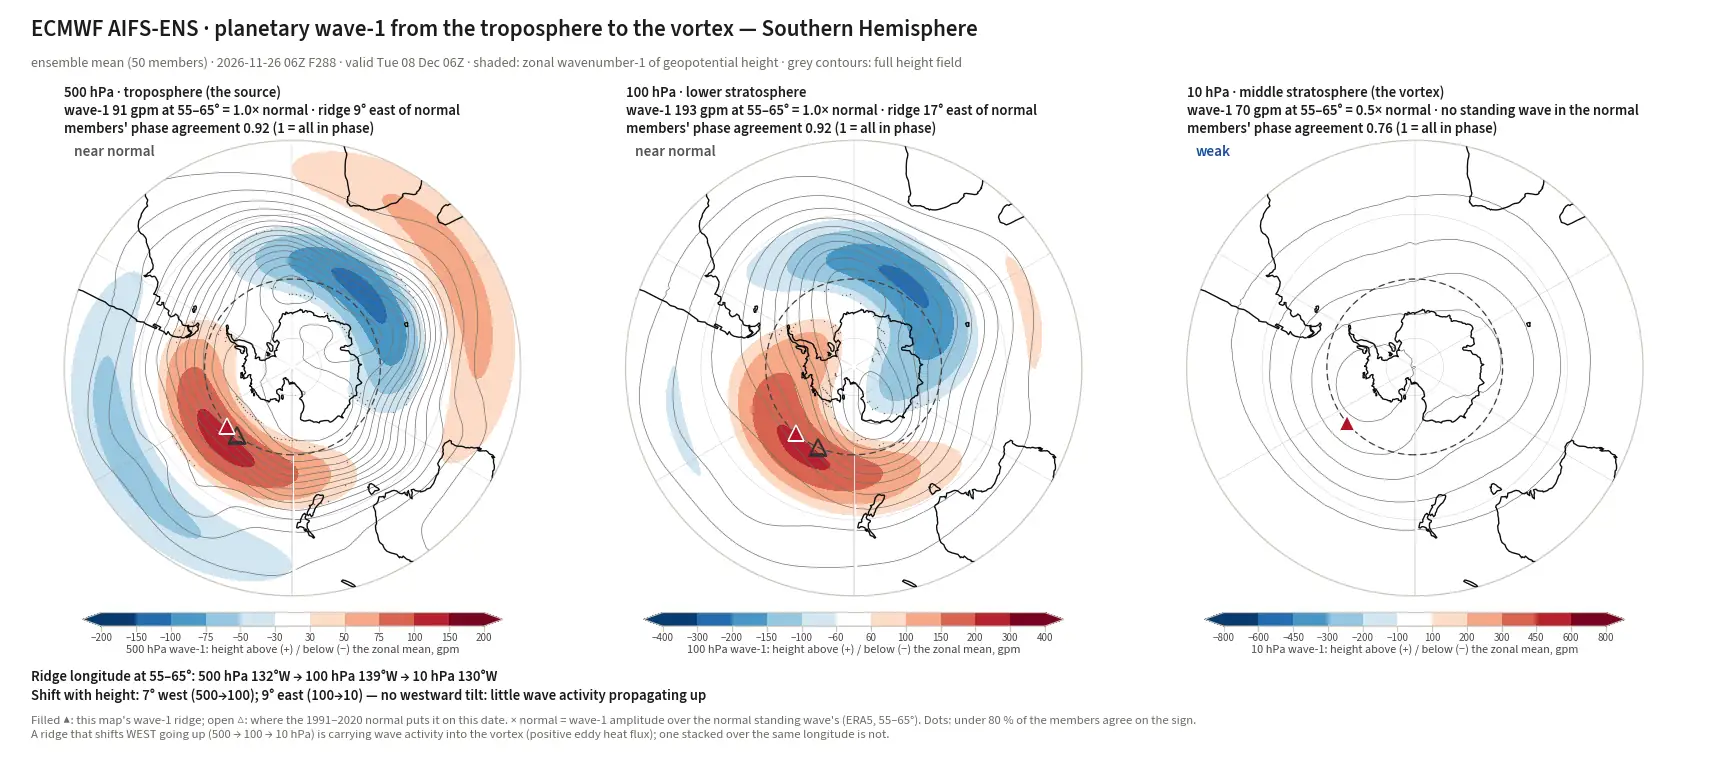 ECMWF AIFS-ENS · planetary wave-1 from the troposphere to the vortex — Southern Hemisphere
ensemble mean (50 members) · 2026-11-26 06Z F288 · valid Tue 08 Dec 06Z · shaded: zonal wavenumber-1 of geopotential height · grey contours: full height field
500 hPa · troposphere (the source)
wave-1 91 gpm at 55–65° = 1.0× normal · ridge 9° east of normal
members' phase agreement 0.92 (1 = all in phase)
near normal
100 hPa · lower stratosphere
wave-1 193 gpm at 55–65° = 1.0× normal · ridge 17° east of normal
members' phase agreement 0.92 (1 = all in phase)
near normal
10 hPa · middle stratosphere (the vortex)
wave-1 70 gpm at 55–65° = 0.5× normal · no standing wave in the normal
members' phase agreement 0.76 (1 = all in phase)
weak
−200 −150 −100 −75 −50 −30 30 50 75 100 150 200
500 hPa wave-1: height above (+) / below (−) the zonal mean, gpm
−400 −300 −200 −150 −100 −60 60 100 150 200 300 400
100 hPa wave-1: height above (+) / below (−) the zonal mean, gpm
−800 −600 −450 −300 −200 −100 100 200 300 450 600 800
10 hPa wave-1: height above (+) / below (−) the zonal mean, gpm
Ridge longitude at 55–65°: 500 hPa 132°W → 100 hPa 139°W → 10 hPa 130°W
Shift with height: 7° west (500→100); 9° east (100→10) — no westward tilt: little wave activity propagating up
Filled ▲: this map's wave-1 ridge; open △: where the 1991–2020 normal puts it on this date. × normal = wave-1 amplitude over the normal standing wave's (ERA5, 55–65°). Dots: under 80 % of the members agree on the sign.
A ridge that shifts WEST going up (500 → 100 → 10 hPa) is carrying wave activity into the vortex (positive eddy heat flux); one stacked over the same longitude is not.